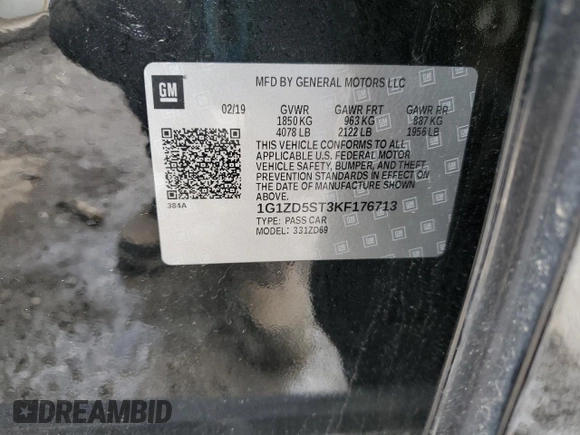 GM
MFD BY GENERAL MOTORS LLC
02/19 GVWR GAWR FRT GAWR RR
1850 KG 963 KG 887 KG
4078 LB 2122 LB 1956 LB
THIS VEHICLE CONFORMS TO ALL
APPLICABLE U.S. FEDERAL MOTOR
VEHICLE SAFETY, BUMPER, AND THEFT
PREVENTION STANDARDS IN EFFECT ON
THE DATE OF MANUFACTURE SHOWN
ABOVE.
384A
1G1ZD5ST3KF176713
TYPE: PASS CAR
MODEL: 331ZD69
DREAMBID